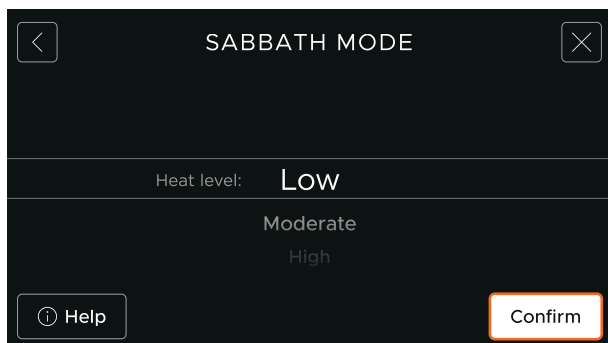 SABBATH MODE
Heat level: Low
Moderate
High
Help
Confirm